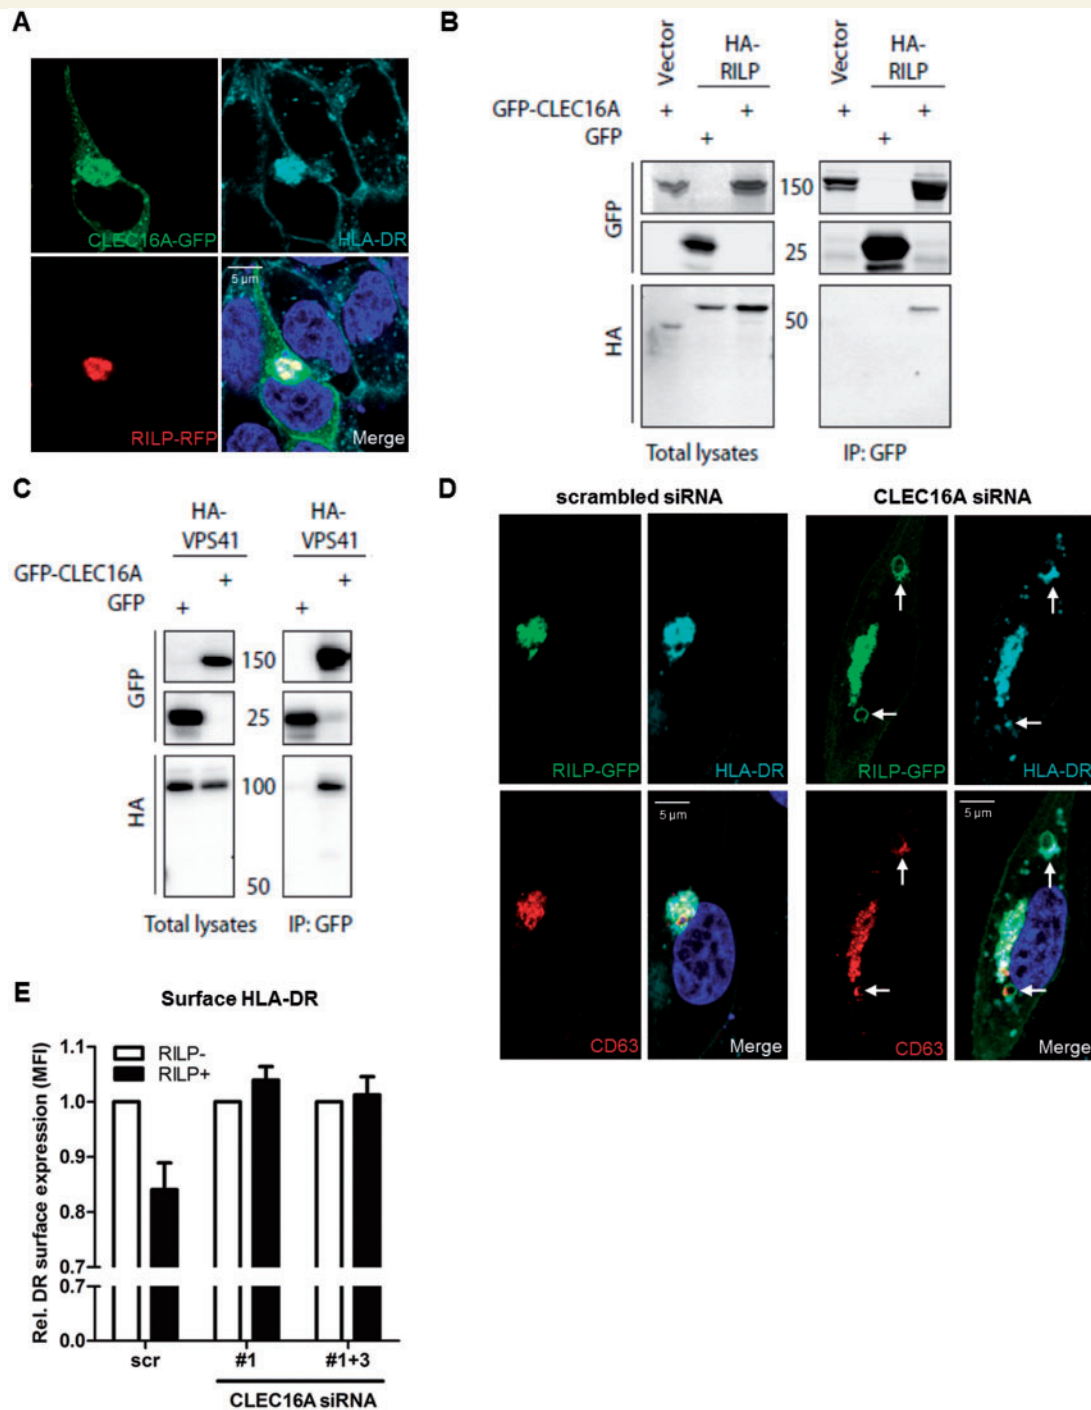 A
CLEC16A-GFP
HLA-DR
RILP-RFP
5 µm
Merge
B
Vector
HA-
RILP
Vector
HA-
RILP
GFP-CLEC16A
+
+
+
+
GFP
+
+
GFP
150
25
HA
50
Total lysates
IP: GFP
C
HA-
VPS41
HA-
VPS41
GFP-CLEC16A
+
+
GFP
+
+
GFP
150
25
HA
100
50
Total lysates
IP: GFP
D
scrambled siRNA
CLEC16A siRNA
RILP-GFP
HLA-DR
RILP-GFP
HLA-DR
5 µm
5 µm
CD63
Merge
CD63
Merge
E
Surface HLA-DR
Rel. DR surface expression (MFI)
1.1
1.0
0.9
0.8
0.7
0.7
0.0
RILP-
RILP+
scr
#1
#1+3
CLEC16A siRNA